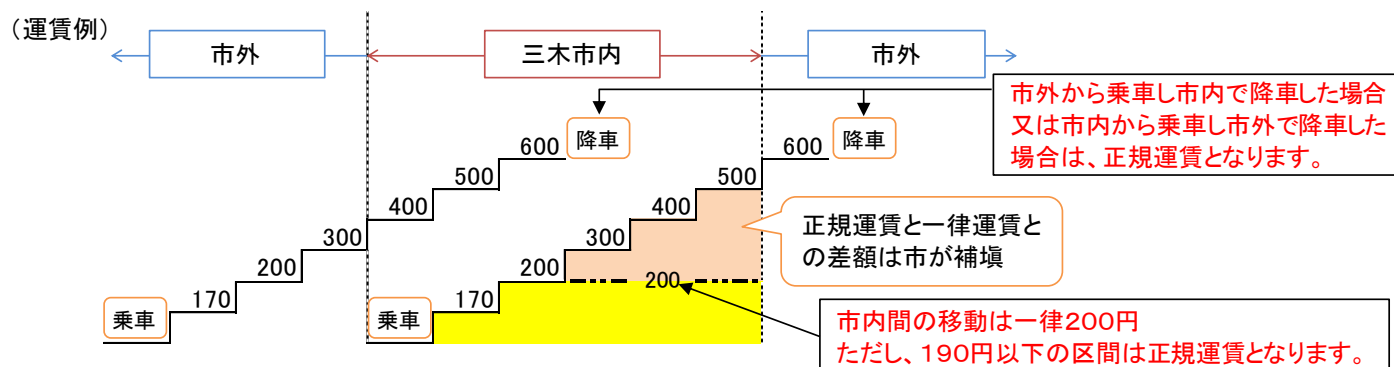 （運賃例）
市外
三木市内
市外
市外から乗車し市内で降車した場合
又は市内から乗車し市外で降車した
場合は、正規運賃となります。
降車
降車
600
600
500
500
400
400
正規運賃と一律運賃と
の差額は市が補塡
300
300
200
200
200
170
170
乗車
乗車
市内間の移動は一律200円
ただし、190円以下の区間は正規運賃となります。